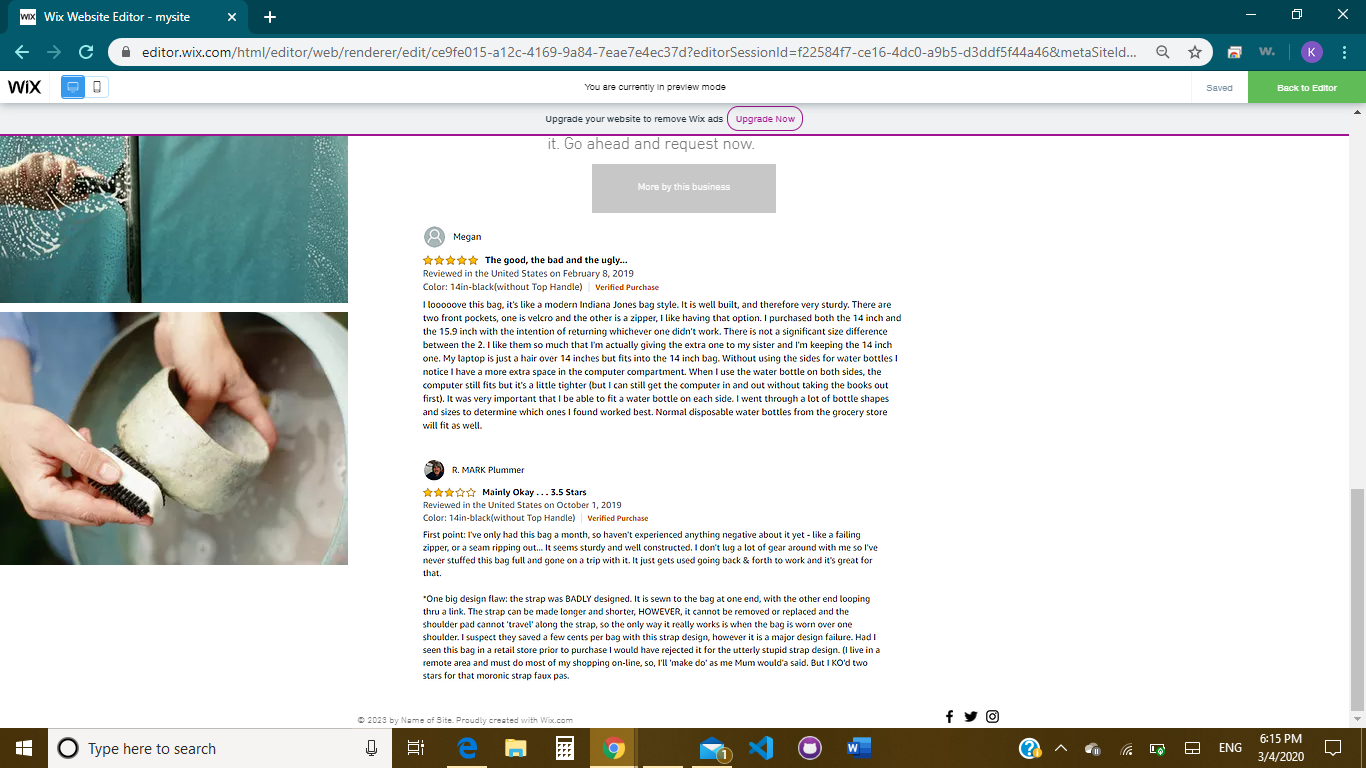 WiX Wix Website Editor - mysite
editor.wix.com/html/editor/web/renderer/edit/ce9fe015-a12c-4169-9a84-7eae7e4ec37d?editorSessionId=f22584f7-ce16-4dc0-a9b5-d3ddf5f44a46&metaSiteId...
w.
K
WiX
You are currently in preview mode
Saved
Back to Editor
Upgrade your website to remove Wix ads Upgrade Now
it. Go ahead and request now.
More by this business
Megan
The good, the bad and the ugly...
Reviewed in the United States on February 8, 2019
Color: 14in-black(without Top Handle) | Verified Purchase
I looooove this bag, it's like a modern Indiana Jones bag style. It is well built, and therefore very sturdy. There are
two front pockets, one is velcro and the other is a zipper, I like having that option. I purchased both the 14 inch and
the 15.9 inch with the intention of returning whichever one didn't work. There is not a significant size difference
between the 2. I like them so much that I'm actually giving the extra one to my sister and I'm keeping the 14 inch
one. My laptop is just a hair over 14 inches but fits into the 14 inch bag. Without using the sides for water bottles I
notice I have a more extra space in the computer compartment. When I use the water bottle on both sides, the
computer still fits but it's a little tighter (but I can still get the computer in and out without taking the books out
first). It was very important that I be able to fit a water bottle on each side. I went through a lot of bottle shapes
and sizes to determine which ones I found worked best. Normal disposable water bottles from the grocery store
will fit as well.
R. MARK Plummer
Mainly Okay . . . 3.5 Stars
Reviewed in the United States on October 1, 2019
Color: 14in-black(without Top Handle) | Verified Purchase
First point: I've only had this bag a month, so haven't experienced anything negative about it yet - like a failing
zipper, or a seam ripping out... It seems sturdy and well constructed. I don't lug a lot of gear around with me so I've
never stuffed this bag full and gone on a trip with it. It just gets used going back & forth to work and it's great for
that.
*One big design flaw: the strap was BADLY designed. It is sewn to the bag at one end, with the other end looping
thru a link. The strap can be made longer and shorter, HOWEVER, it cannot be removed or replaced and the
shoulder pad cannot 'travel' along the strap, so the only way it really works is when the bag is worn over one
shoulder. I suspect they saved a few cents per bag with this strap design, however it is a major design failure. Had I
seen this bag in a retail store prior to purchase I would have rejected it for the utterly stupid strap design. (I live in a
remote area and must do most of my shopping on-line, so, I'll 'make do' as me Mum would'a said. But I KO'd two
stars for that moronic strap faux pas.
© 2023 by Name of Site. Proudly created with Wix.com
Type here to search
1
ENG
6:15 PM
3/4/2020